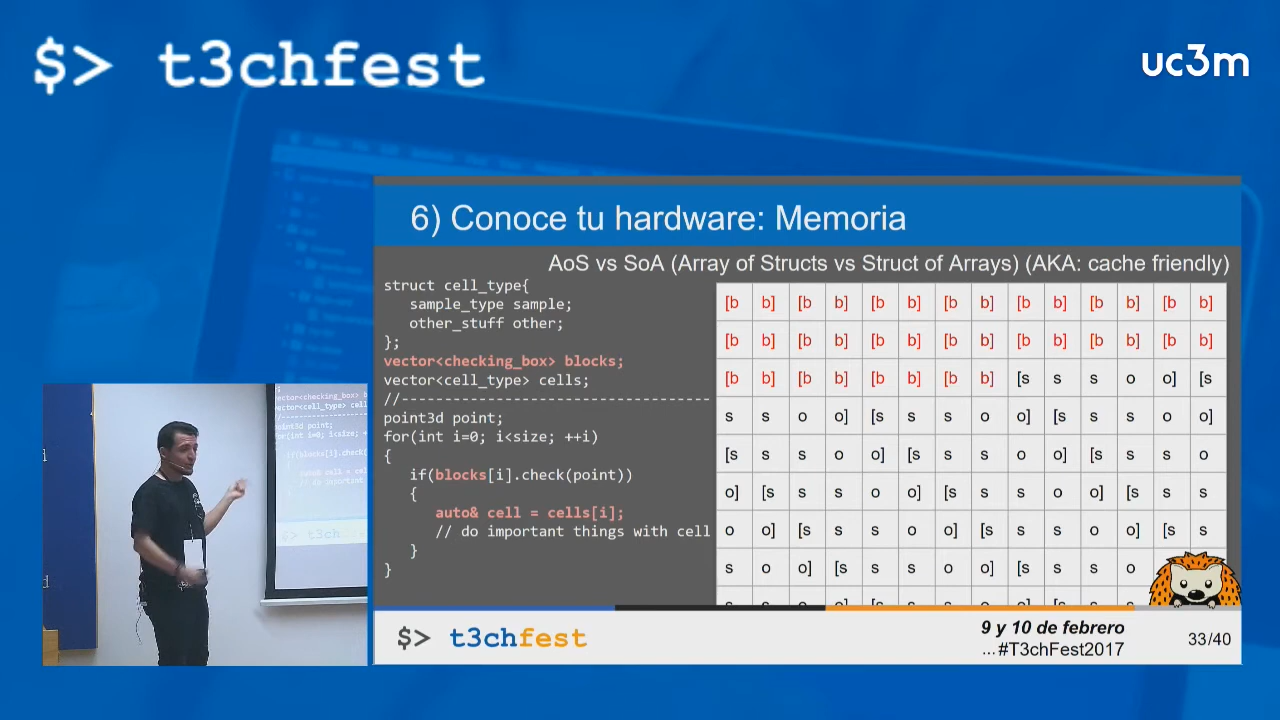 $> t3chfest
uc3m
6) Conoce tu hardware: Memoria
AoS vs SoA (Array of Structs vs Struct of Arrays) (AKA: cache friendly)
struct cell_type{
sample_type sample;
other_stuff other;
};
vector<checking_box> blocks;
vector<cell_type> cells;
//----------------------------------
point3d point;
for(int i=0; i<size; ++i)
{
if(blocks[i].check(point))
{
auto& cell = cells[i];
// do important things with cell
}
}
[b b] [b b] [b b] [b b] [b b] [b b] [b b]
[b b] [b b] [b b] [b b] [b b] [b b] [b b]
[b b] [b b] [b b] [b b] [s s s o o] [s
s s o o] [s s s o o] [s s s o o]
[s s s o o] [s s s o o] [s s s o
o] [s s s o o] [s s s o o] [s s s
o o] [s s s o o] [s s s o o] [s s
s o o] [s s s o o] [s s s o
$> t3chfest
9 y 10 de febrero
...#T3chFest2017
33/40